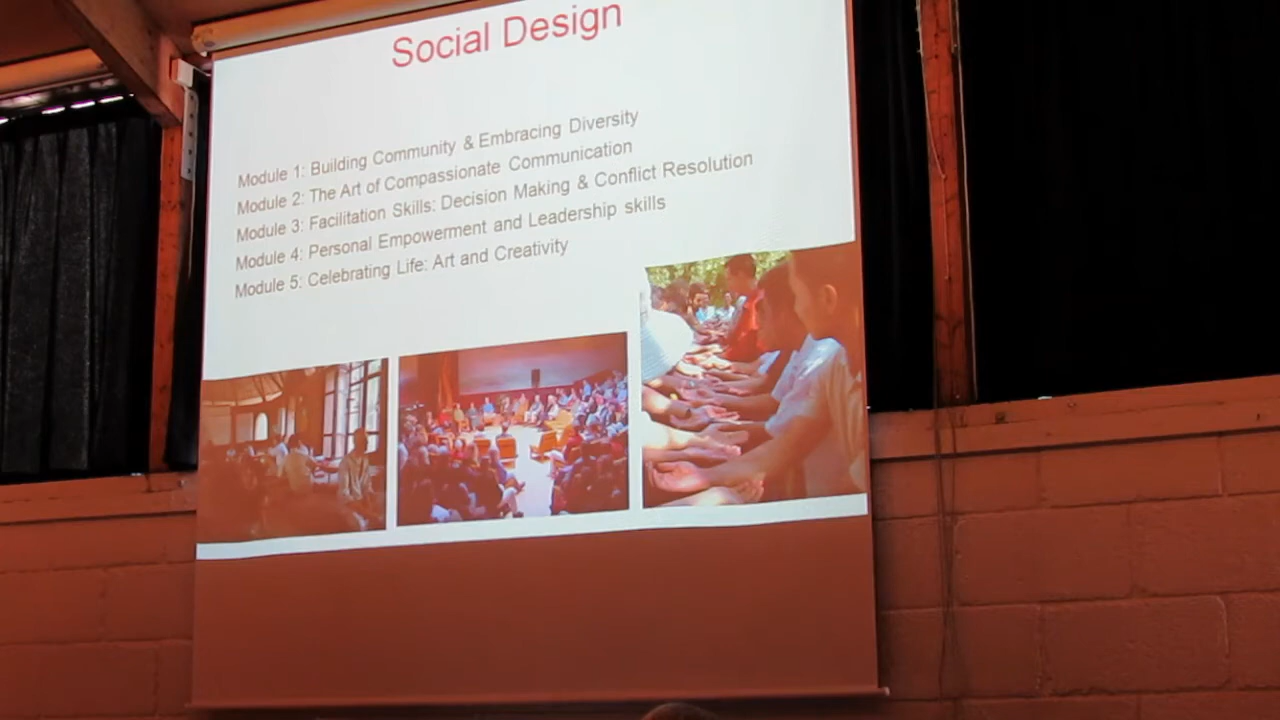 Social Design
Module 1: Building Community & Embracing Diversity
Module 2: The Art of Compassionate Communication
Module 3: Facilitation Skills: Decision Making & Conflict Resolution
Module 4: Personal Empowerment and Leadership skills
Module 5: Celebrating Life: Art and Creativity